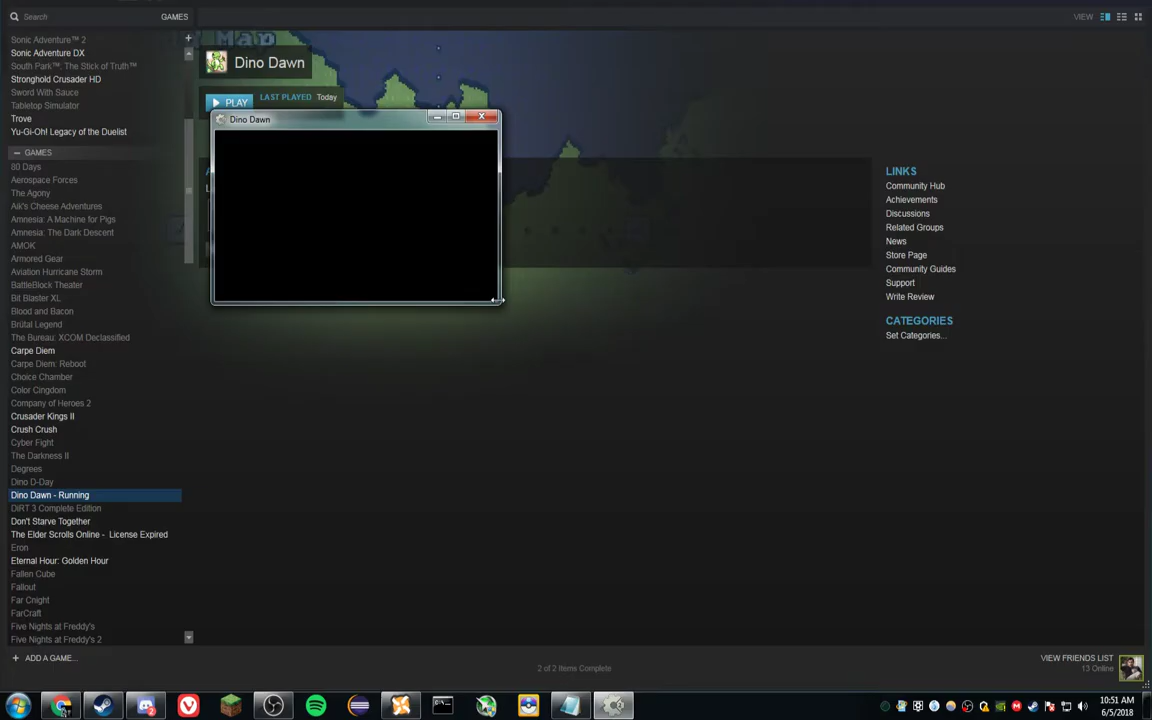 Search
GAMES
VIEW
Map
Sonic Adventure™ 2
Sonic Adventure DX
South Park™: The Stick of Truth™
Stronghold Crusader HD
Sword With Sauce
Tabletop Simulator
Trove
Yu-Gi-Oh! Legacy of the Duelist
GAMES
80 Days
Aerospace Forces
The Agony
Aik's Cheese Adventures
Amnesia: A Machine for Pigs
Amnesia: The Dark Descent
AMOK
Armored Gear
Aviation Hurricane Storm
BattleBlock Theater
Bit Blaster XL
Blood and Bacon
Brütal Legend
The Bureau: XCOM Declassified
Carpe Diem
Carpe Diem: Reboot
Choice Chamber
Color Cingdom
Company of Heroes 2
Crusader Kings II
Crush Crush
Cyber Fight
The Darkness II
Degrees
Dino D-Day
Dino Dawn - Running
DiRT 3 Complete Edition
Don't Starve Together
The Elder Scrolls Online - License Expired
Eron
Eternal Hour: Golden Hour
Fallen Cube
Fallout
Far Cnight
FarCraft
Five Nights at Freddy's
Five Nights at Freddy's 2
ADD A GAME...
Dino Dawn
PLAY
LAST PLAYED Today
Dino Dawn
LINKS
Community Hub
Achievements
Discussions
Related Groups
News
Store Page
Community Guides
Support
Write Review
CATEGORIES
Set Categories...
2 of 2 Items Complete
VIEW FRIENDS LIST
13 Online
10:51 AM
6/5/2018